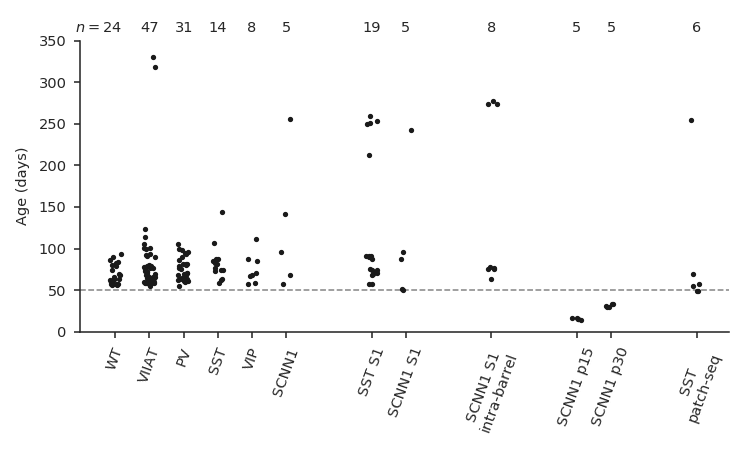 n = 24 47 31 14 8 5 19 5 8 5 5 6
350
300
250
200
150
100
50
0
Age (days)
WT
VIIAT
PV
SST
VIP
SCNN1
SST S1
SCNN1 S1
SCNN1 S1
intra-barrel
SCNN1 p15
SCNN1 p30
SST
patch-seq